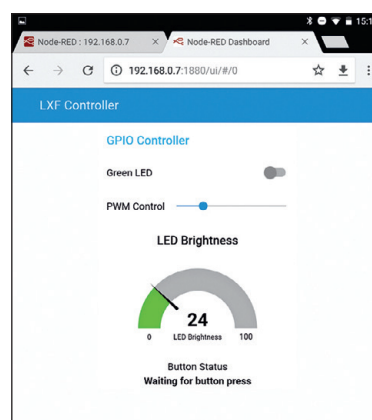 15:1
Node-RED : 192.168.0.7 × Node-RED Dashboard ×
192.168.0.7:1880/ui/#/0
LXF Controller
GPIO Controller
Green LED
PWM Control
LED Brightness
24
0 LED Brightness 100
Button Status
Waiting for button press